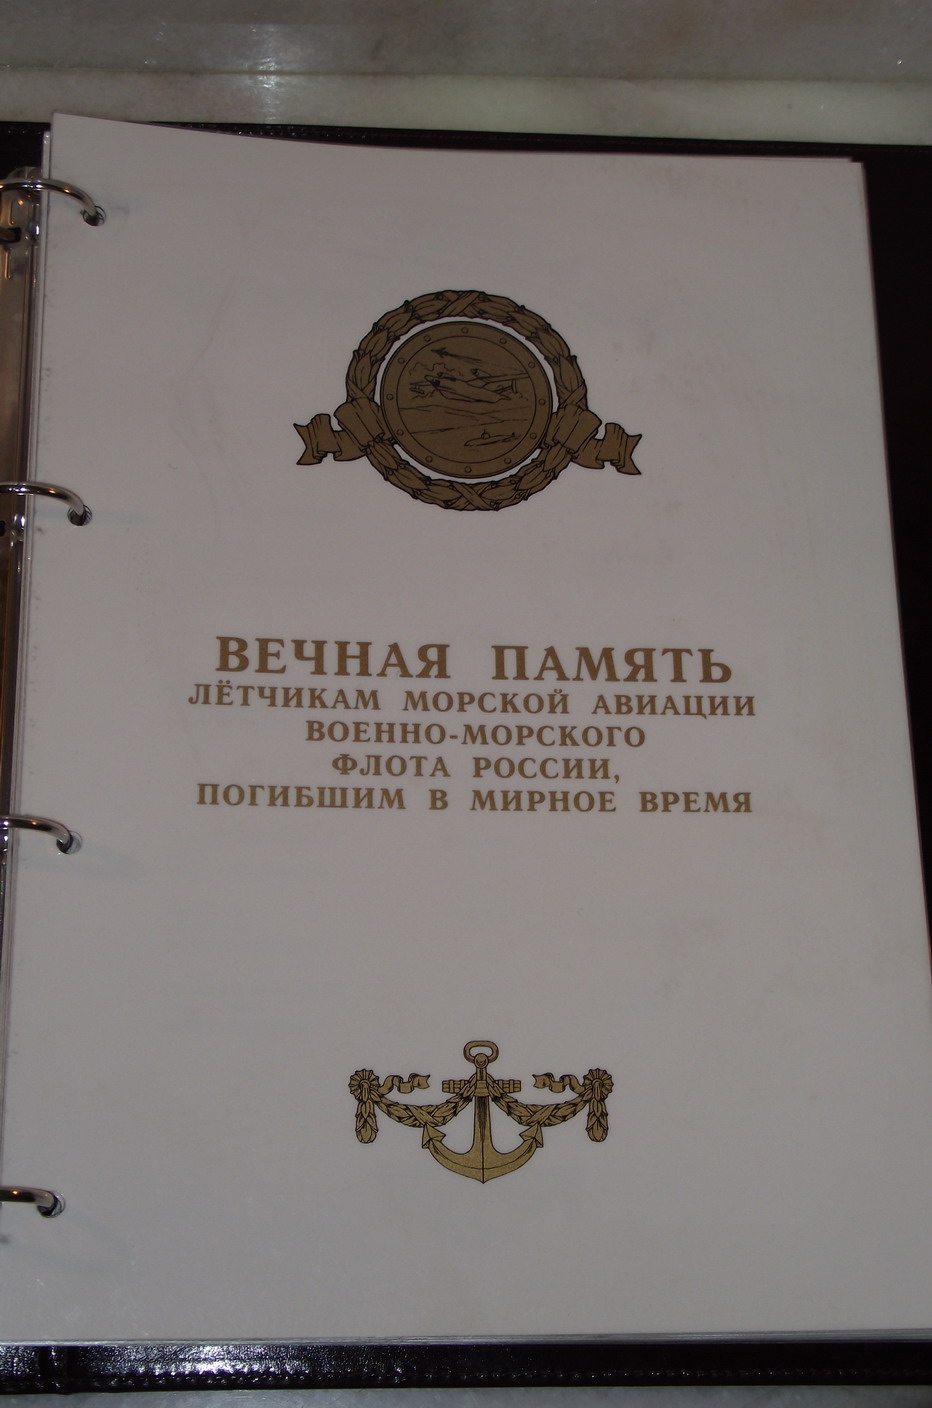 ВЕЧНАЯ ПАМЯТЬ
ЛЁТЧИКАМ МОРСКОЙ АВИАЦИИ
ВОЕННО-МОРСКОГО
ФЛОТА РОССИИ,
ПОГИБШИМ В МИРНОЕ ВРЕМЯ